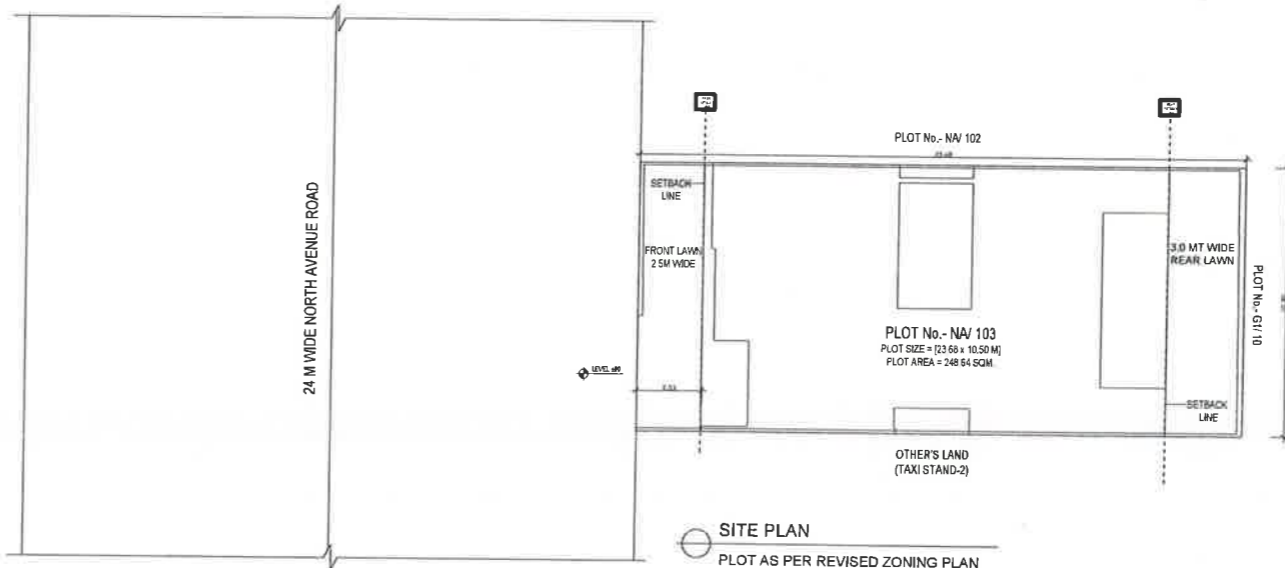 PLOT No.- NA/ 102
SETBACK
LINE
FRONT LAWN
2.5M WIDE
3.0 MT WIDE
REAR LAWN
PLOT No.- G1/ 10
24 M WIDE NORTH AVENUE ROAD
PLOT No.- NA/ 103
PLOT SIZE = [23.68 x 10.50 M]
PLOT AREA = 248.64 SQM.
SETBACK
LINE
OTHER'S LAND
(TAXI STAND-2)
SITE PLAN
PLOT AS PER REVISED ZONING PLAN